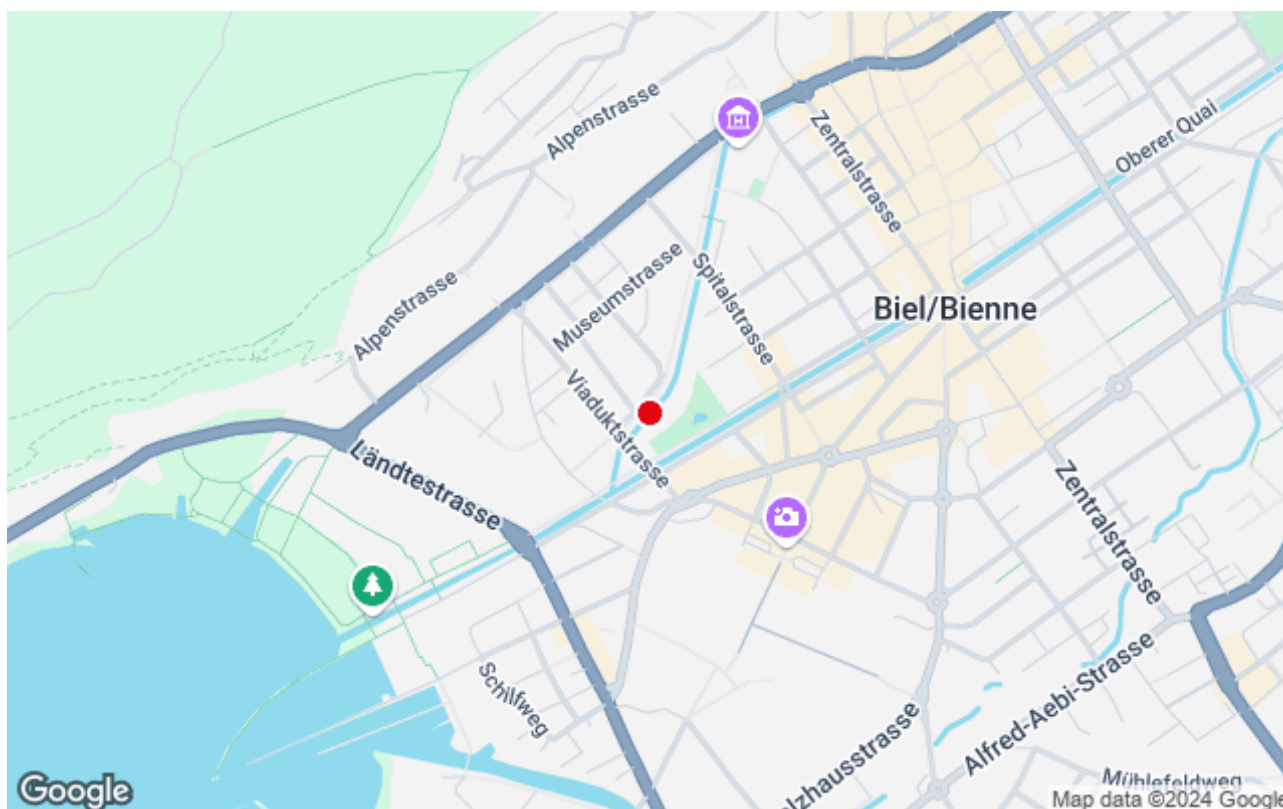 Alpenstrasse
Zentralstrasse
Oberer Quai
Museumstrasse
Spitalstrasse
Alpenstrasse
Biel/Bienne
Viaduktstrasse
Ländtestrasse
Zentralstrasse
Schilfweg
Alfred-Aebi-Strasse
lzhausstrasse
Mühlefeldweg
Google
Map data ©2024 Google